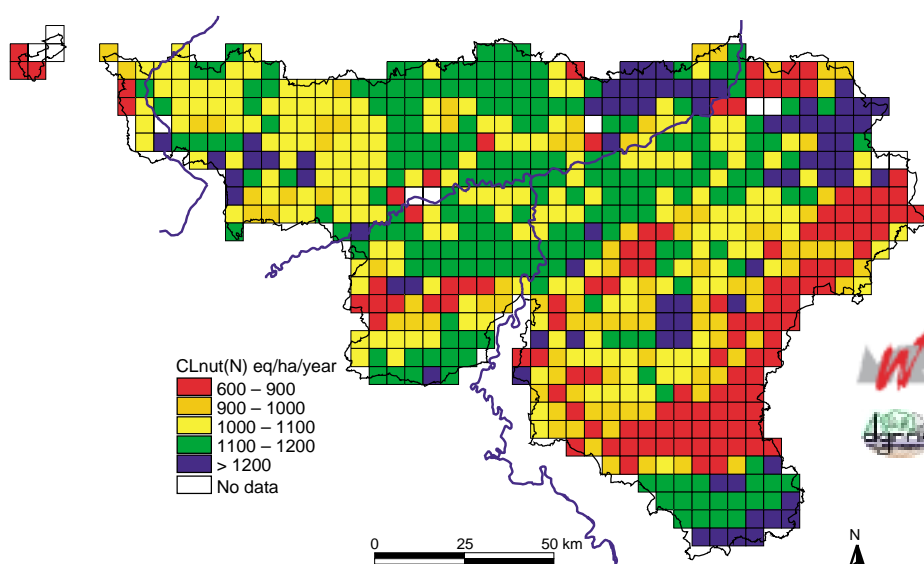 CLnut(N) eq/ha/year
600 – 900
900 – 1000
1000 – 1100
1100 – 1200
> 1200
No data
0 25 50 km
N
W
dgrn